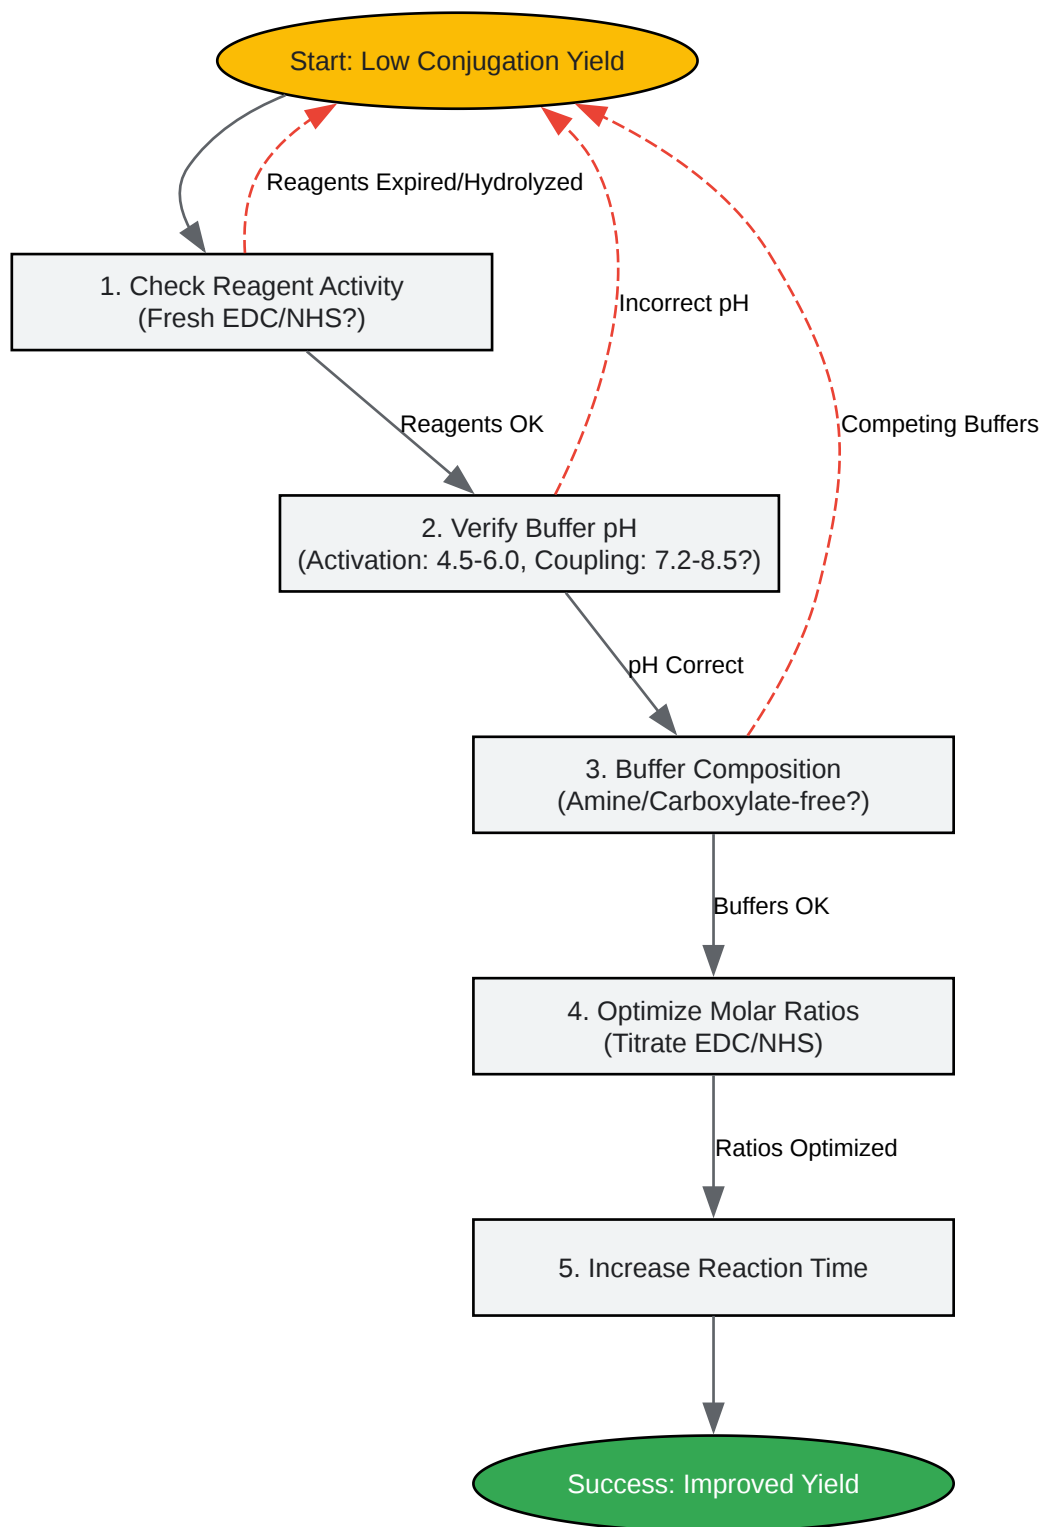 Start: Low Conjugation Yield
Reagents Expired/Hydrolyzed
1. Check Reagent Activity
(Fresh EDC/NHS?)
Incorrect pH
Reagents OK
Competing Buffers
2. Verify Buffer pH
(Activation: 4.5-6.0, Coupling: 7.2-8.5?)
pH Correct
3. Buffer Composition
(Amine/Carboxylate-free?)
Buffers OK
4. Optimize Molar Ratios
(Titrate EDC/NHS)
Ratios Optimized
5. Increase Reaction Time
Success: Improved Yield